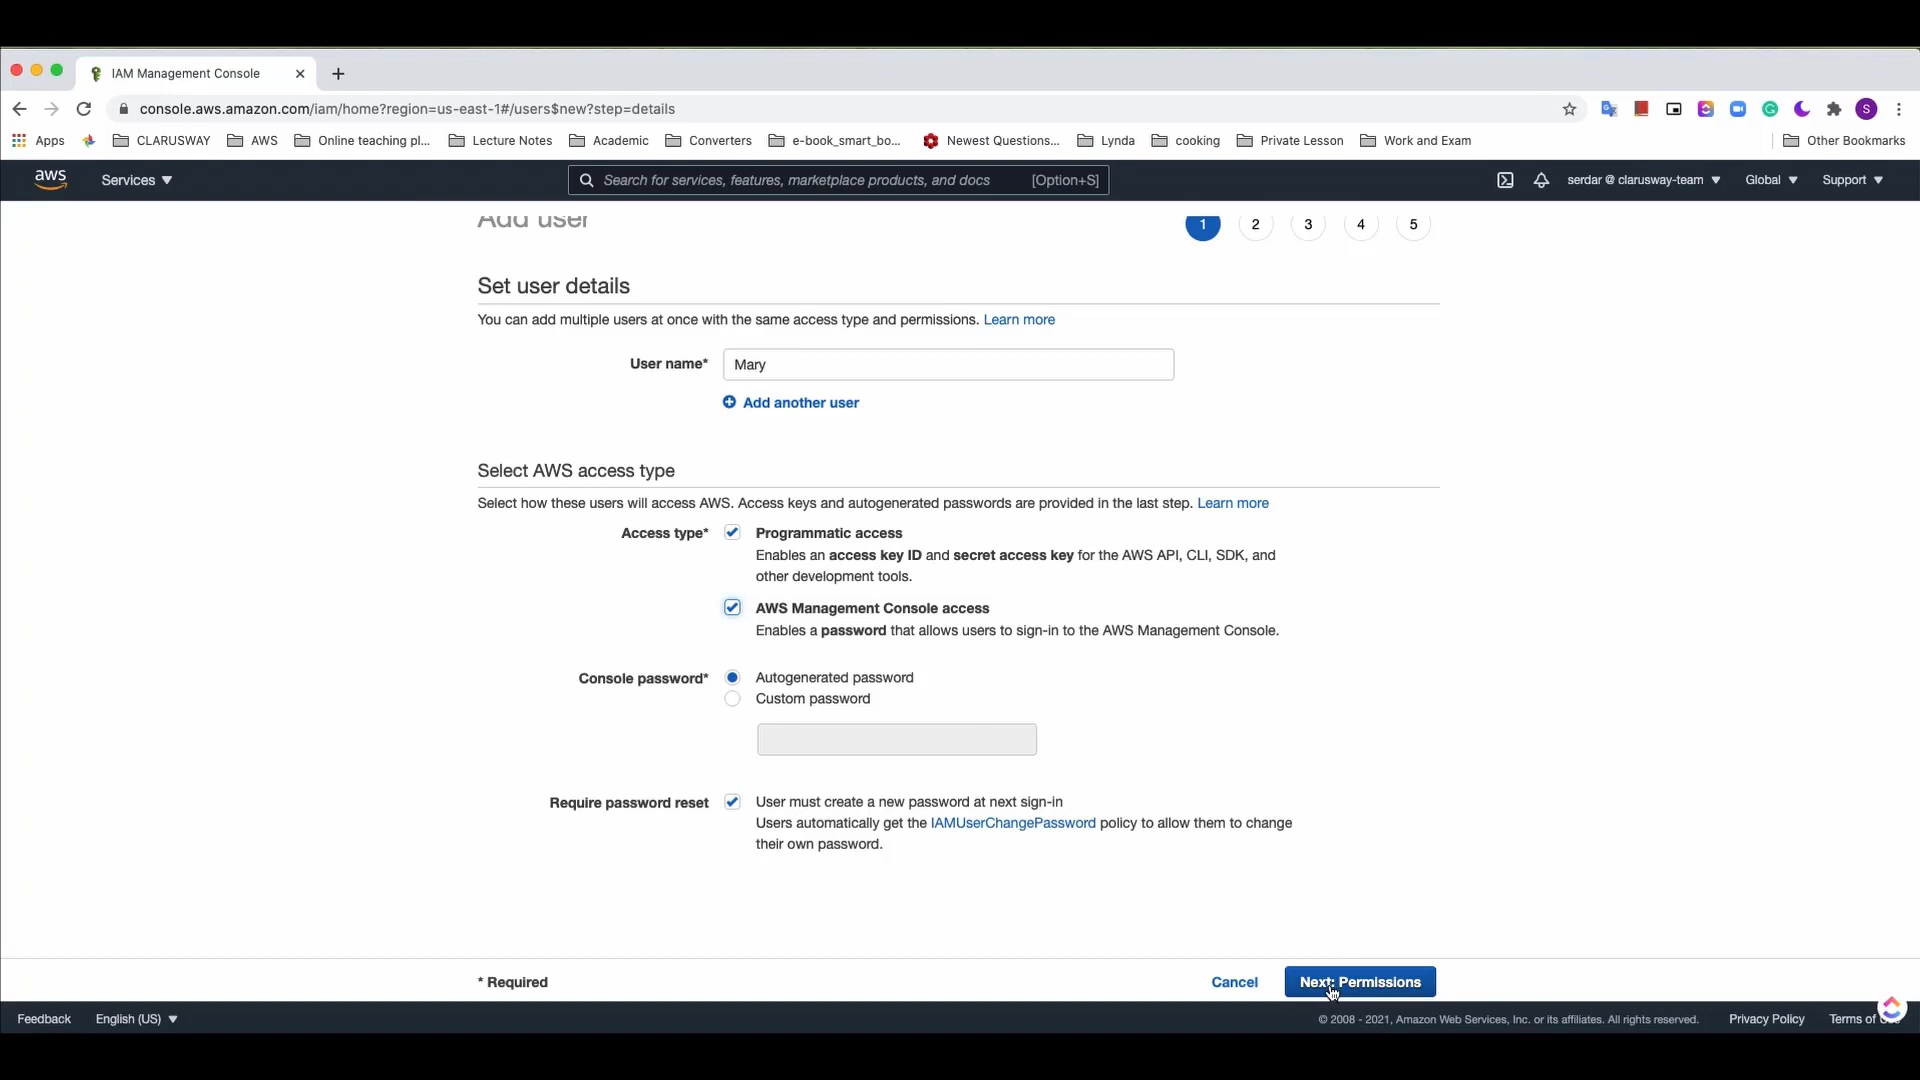 IAM Management Console
console.aws.amazon.com/iam/home?region=us-east-1#/users$new?step=details
S
Apps CLARUSWAY AWS Online teaching pl... Lecture Notes Academic Converters e-book_smart_bo... Newest Questions... Lynda cooking Private Lesson Work and Exam Other Bookmarks
aws Services Search for services, features, marketplace products, and docs [Option+S] serdar @ clarusway-team Global Support
Add user 1 2 3 4 5
Set user details
You can add multiple users at once with the same access type and permissions. Learn more
User name* Mary
Add another user
Select AWS access type
Select how these users will access AWS. Access keys and autogenerated passwords are provided in the last step. Learn more
Access type* Programmatic access
Enables an access key ID and secret access key for the AWS API, CLI, SDK, and
other development tools.
AWS Management Console access
Enables a password that allows users to sign-in to the AWS Management Console.
Console password* Autogenerated password
Custom password
Require password reset User must create a new password at next sign-in
Users automatically get the IAMUserChangePassword policy to allow them to change
their own password.
* Required Cancel Next: Permissions
Feedback English (US) © 2008 - 2021, Amazon Web Services, Inc. or its affiliates. All rights reserved. Privacy Policy Terms of